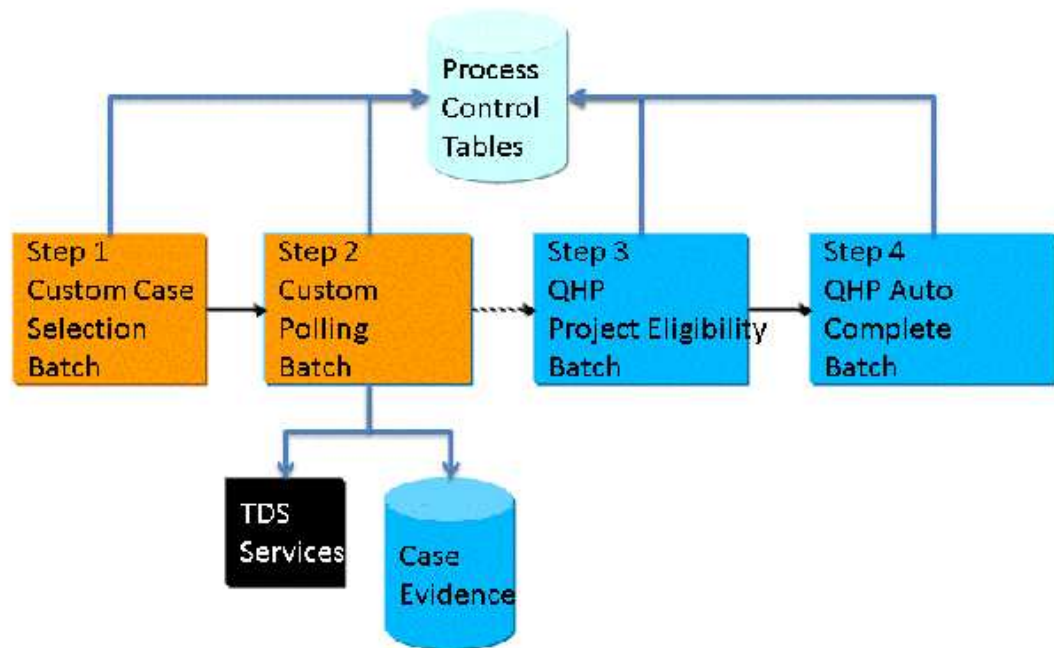 Process
Control
Tables
Step 1
Custom Case
Selection
Batch
Step 2
Custom
Polling
Batch
Step 3
QHP
Project Eligibility
Batch
Step 4
QHP Auto
Complete
Batch
TDS
Services
Case
Evidence